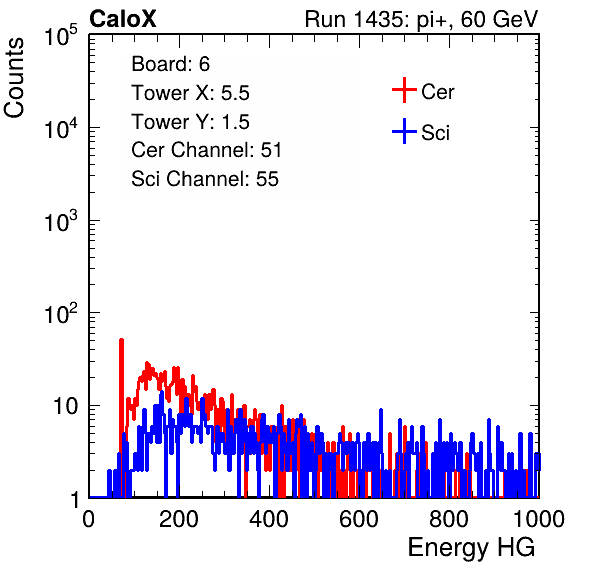 CaloX Run 1435: pi+, 60 GeV
Counts
10^5
10^4
10^3
10^2
10
1
Board: 6
Tower X: 5.5
Tower Y: 1.5
Cer Channel: 51
Sci Channel: 55
Cer
Sci
0 200 400 600 800 1000
Energy HG